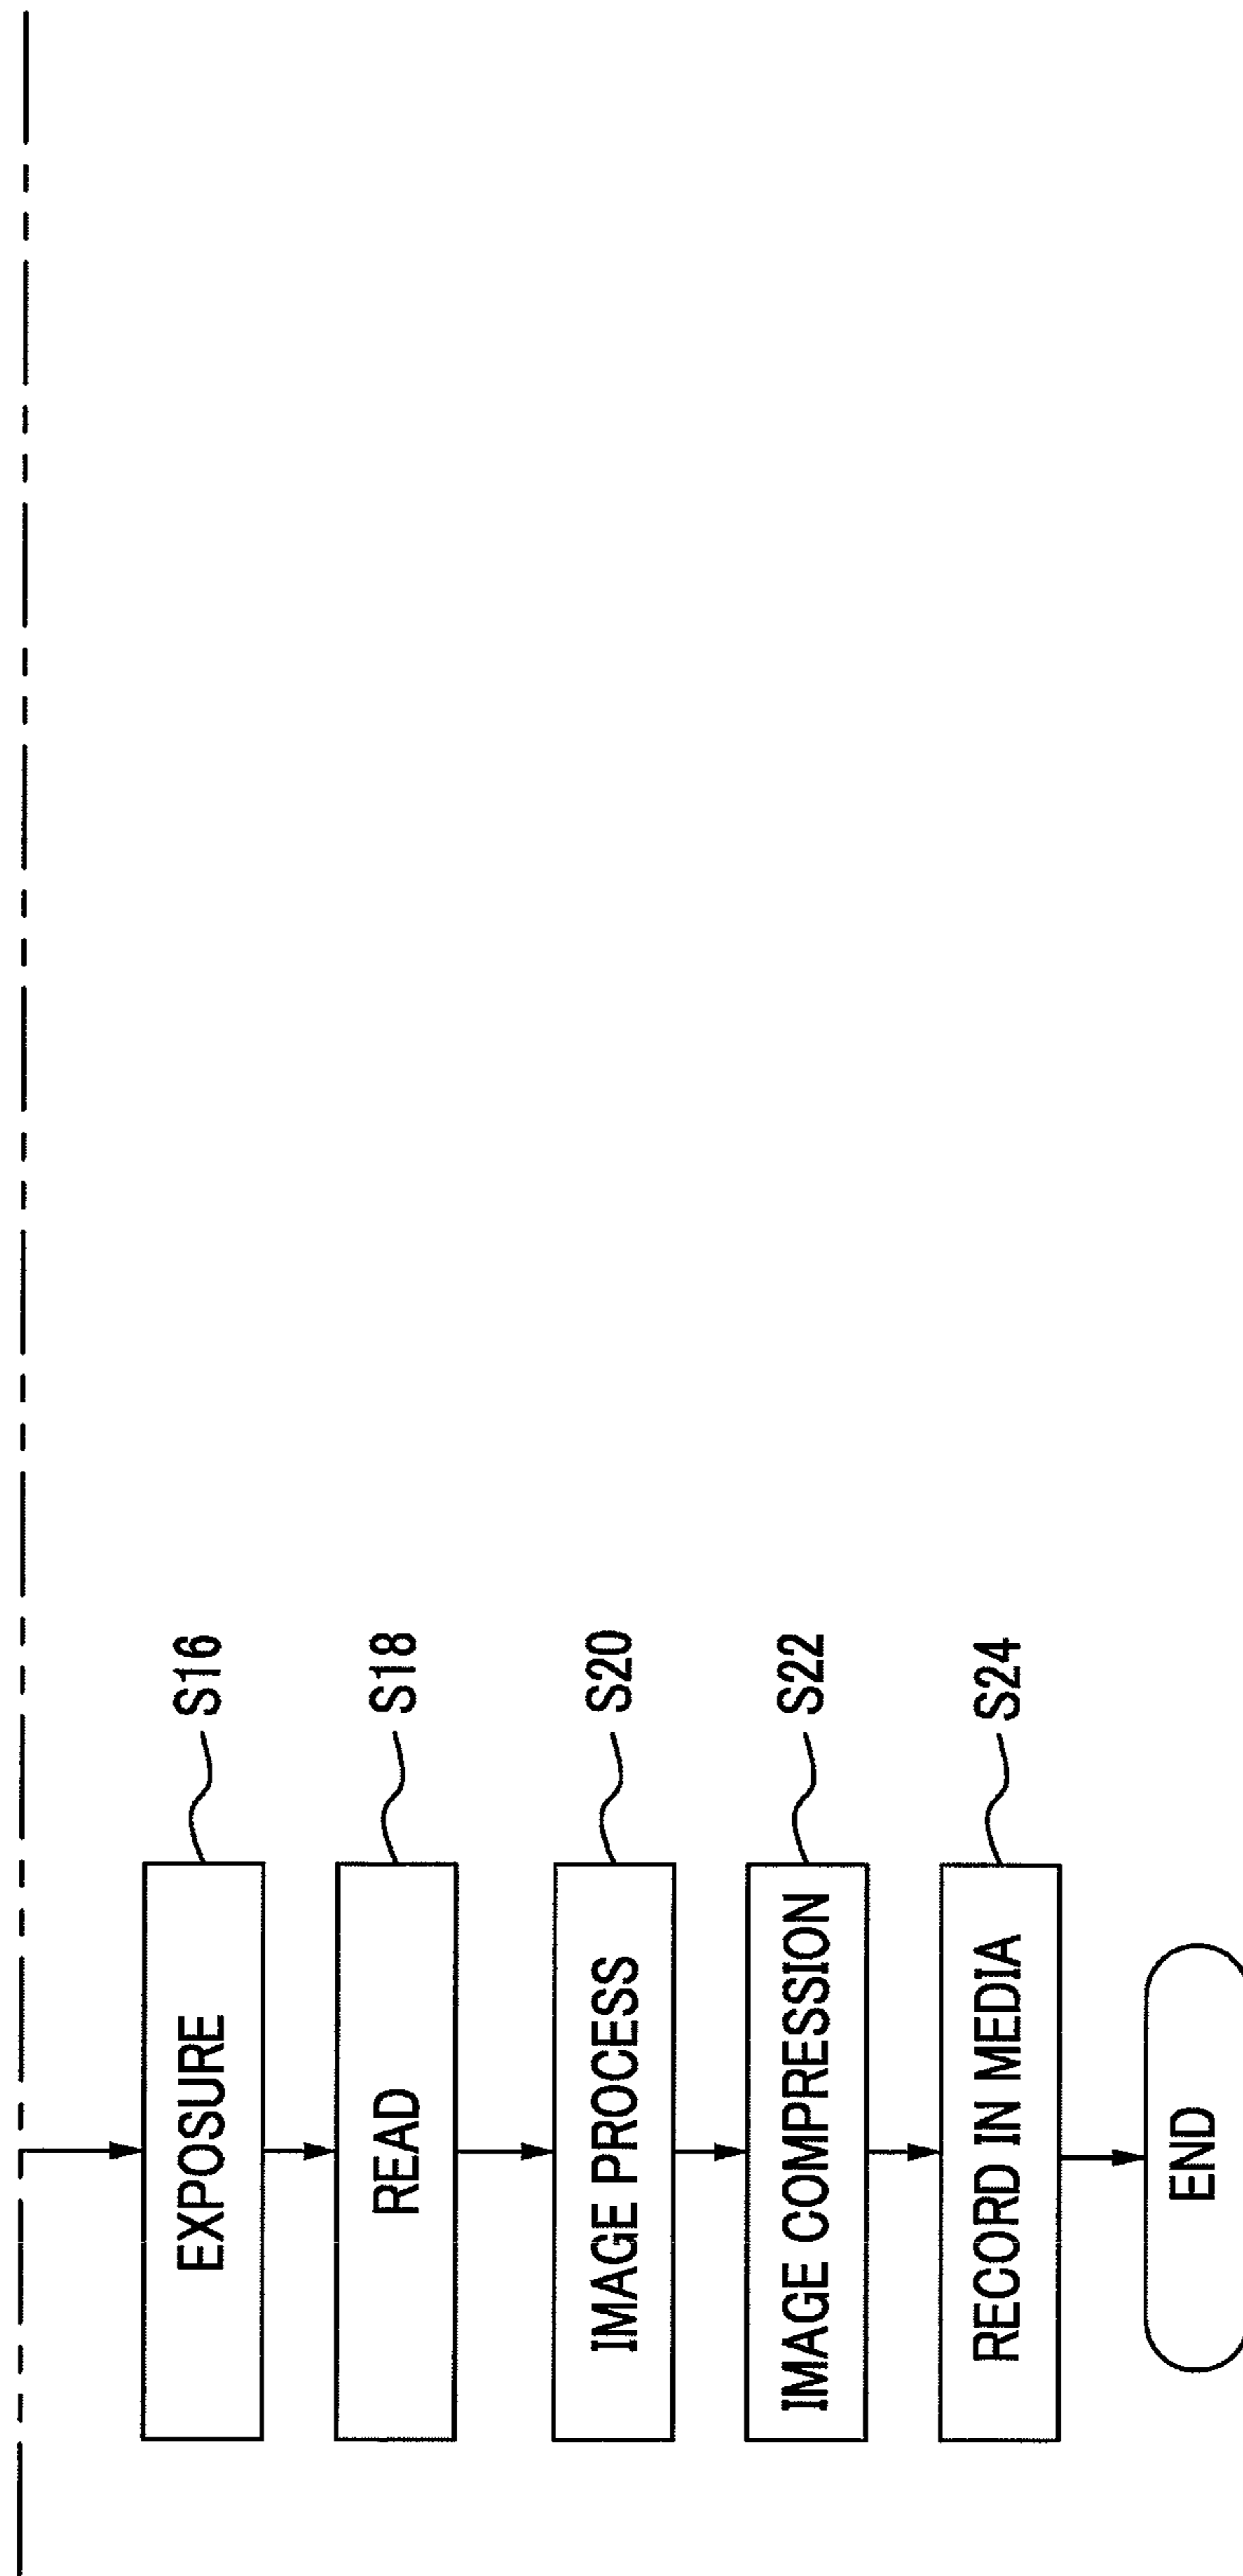 EXPOSURE
S16
READ
S18
IMAGE PROCESS
S20
IMAGE COMPRESSION
S22
RECORD IN MEDIA
S24
END